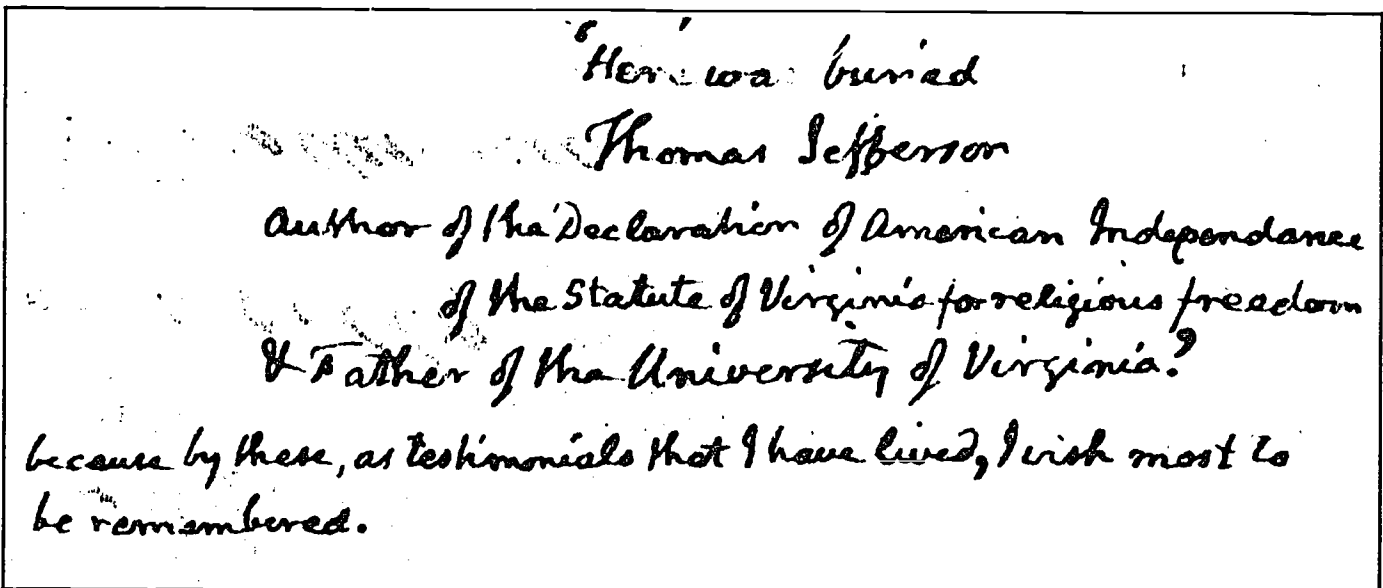 'Here was buried
Thomas Jefferson
author of the Declaration of American Independance
of the Statute of Virginia for religious freedom
& Father of the University of Virginia.'
because by these, as testimonials that I have lived, I wish most to
be remembered.